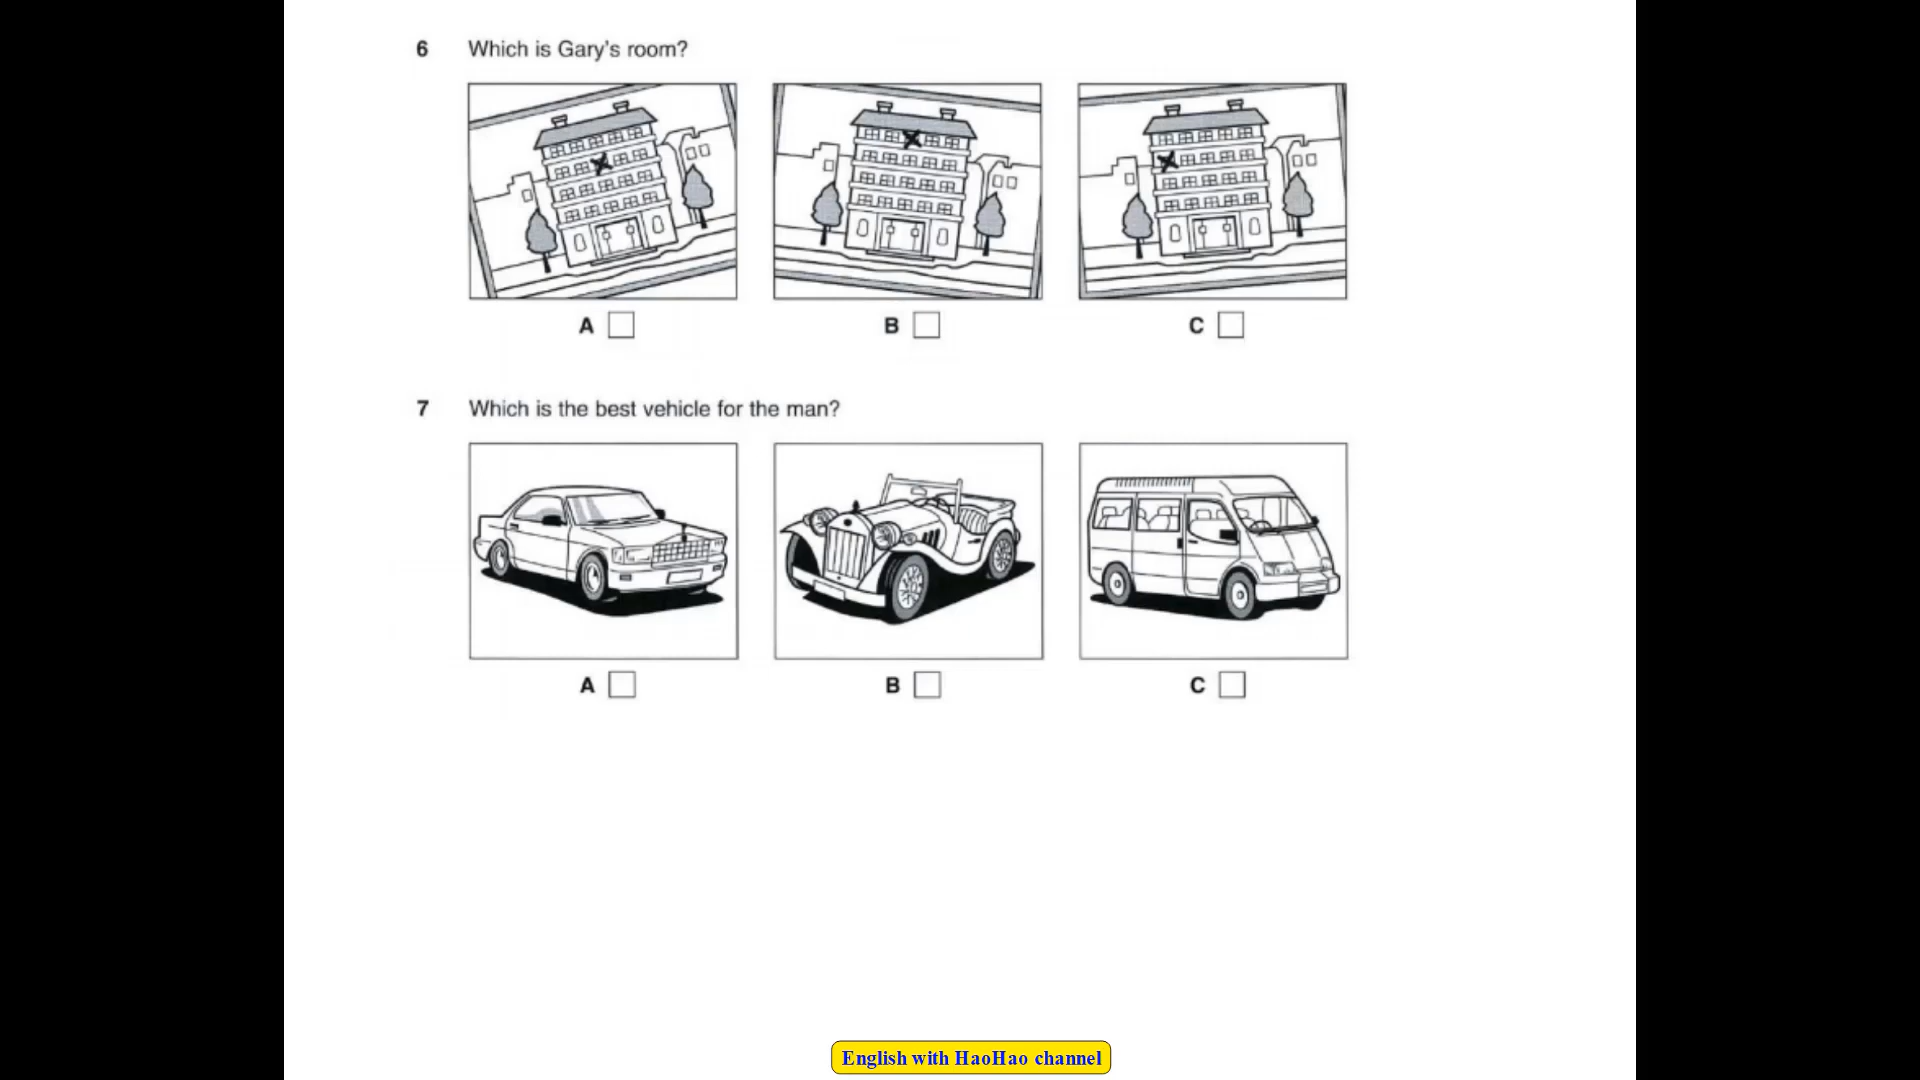 6 Which is Gary's room?
A B C
7 Which is the best vehicle for the man?
A B C
English with HaoHao channel